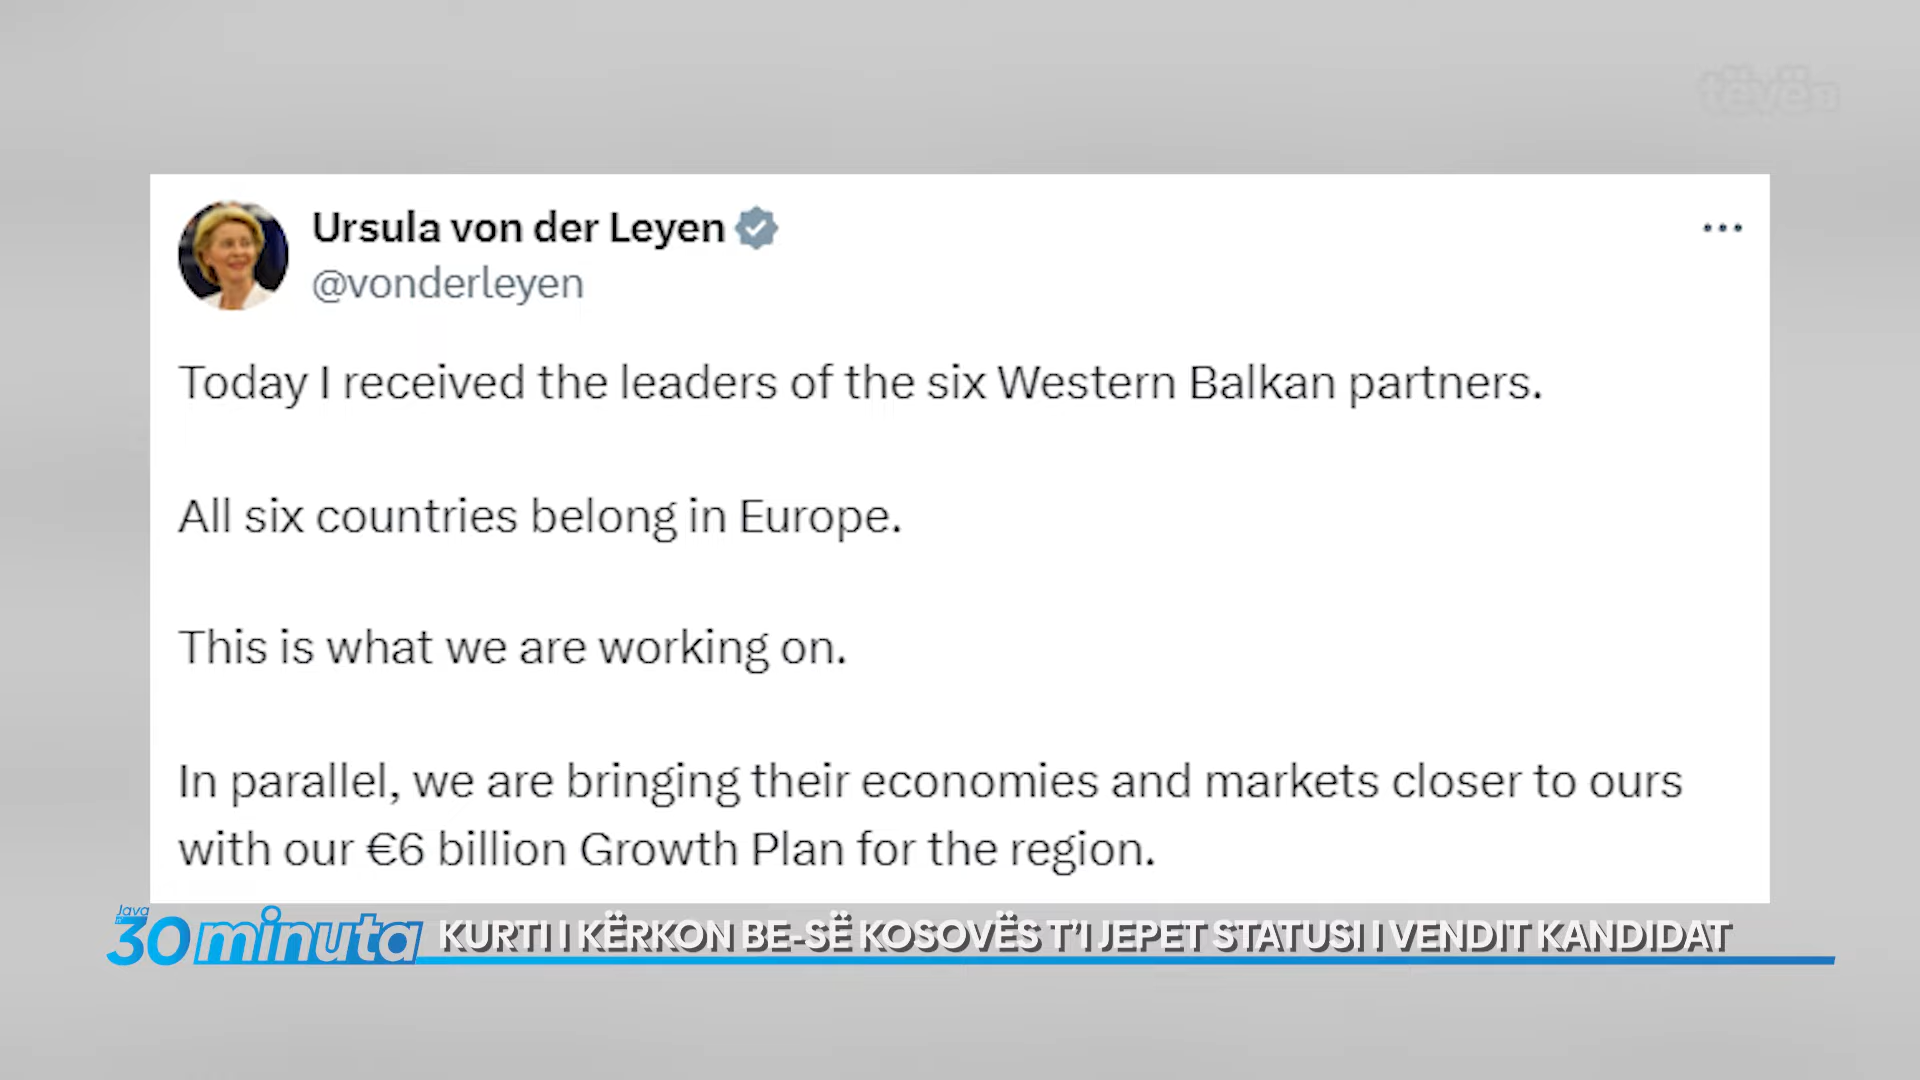 tëvë1
Ursula von der Leyen
@vonderleyen
Today I received the leaders of the six Western Balkan partners.
All six countries belong in Europe.
This is what we are working on.
In parallel, we are bringing their economies and markets closer to ours
with our €6 billion Growth Plan for the region.
Java
në
30minuta
KURTI I KËRKON BE-SË KOSOVËS T'I JEPET STATUSI I VENDIT KANDIDAT